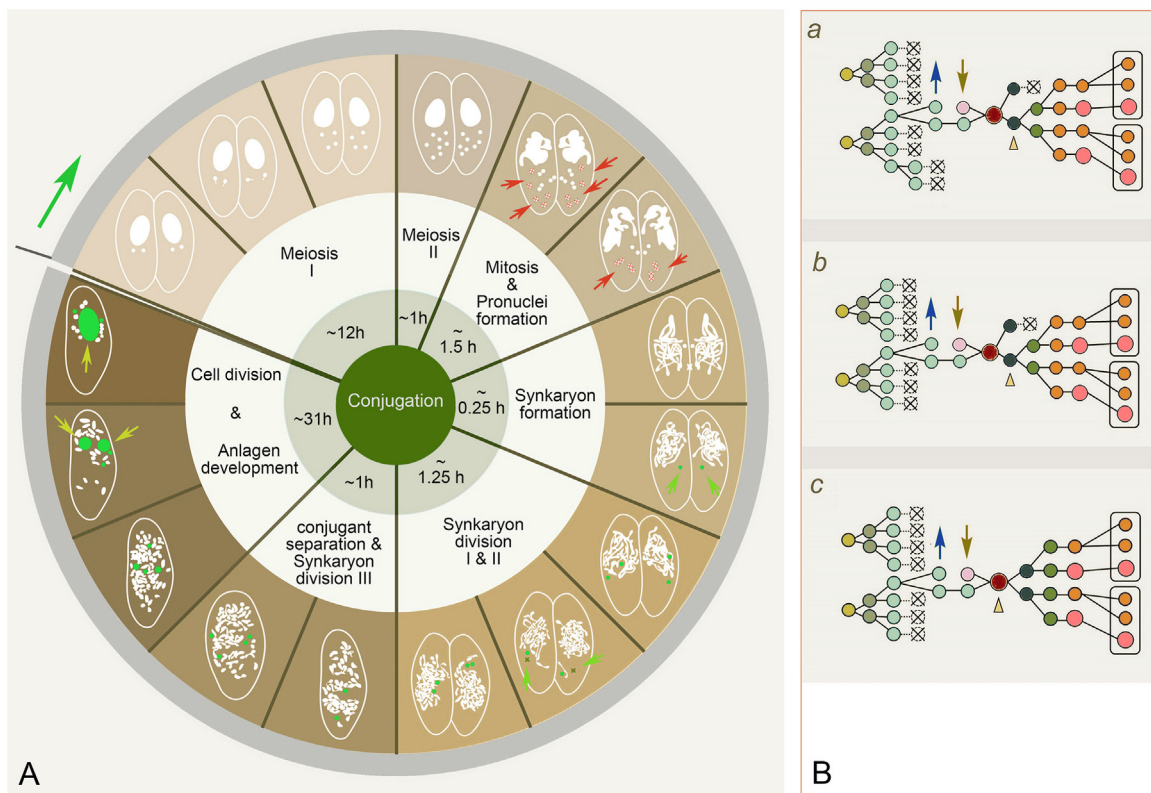 A
Meiosis
I
~12h
Meiosis
II
~1h
Mitosis
&
Pronuclei
formation
~
1.5 h
Synkaryon
formation
~
0.25 h
Synkaryon
division
I & II
~
1.25 h
conjugant
separation &
Synkaryon
division III
~1h
Cell division
&
Anlagen
development
~31h
Conjugation
B
a
b
c